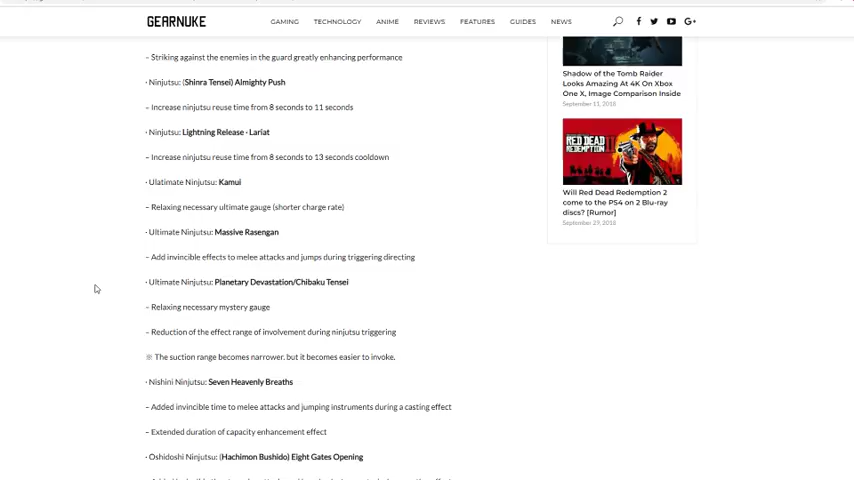 GEARNUKE
GAMING TECHNOLOGY ANIME REVIEWS FEATURES GUIDES NEWS
– Striking against the enemies in the guard greatly enhancing performance
· Ninjutsu: (Shinra Tensei) Almighty Push
– Increase ninjutsu reuse time from 8 seconds to 11 seconds
· Ninjutsu: Lightning Release - Lariat
– Increase ninjutsu reuse time from 8 seconds to 13 seconds cooldown
· Ulatimate Ninjutsu: Kamui
– Relaxing necessary ultimate gauge (shorter charge rate)
· Ultimate Ninjutsu: Massive Rasengan
– Add invincible effects to melee attacks and jumps during triggering directing
· Ultimate Ninjutsu: Planetary Devastation/Chibaku Tensei
– Relaxing necessary mystery gauge
– Reduction of the effect range of involvement during ninjutsu triggering
※ The suction range becomes narrower. but it becomes easier to invoke.
· Nishini Ninjutsu: Seven Heavenly Breaths
– Added invincible time to melee attacks and jumping instruments during a casting effect
– Extended duration of capacity enhancement effect
· Oshidoshi Ninjutsu: (Hachimon Bushido) Eight Gates Opening
Shadow of the Tomb Raider
Looks Amazing At 4K On Xbox
One X, Image Comparison Inside
September 11, 2018
RED DEAD
REDEMPTION
Will Red Dead Redemption 2
come to the PS4 on 2 Blu-ray
discs? [Rumor]
September 29, 2018